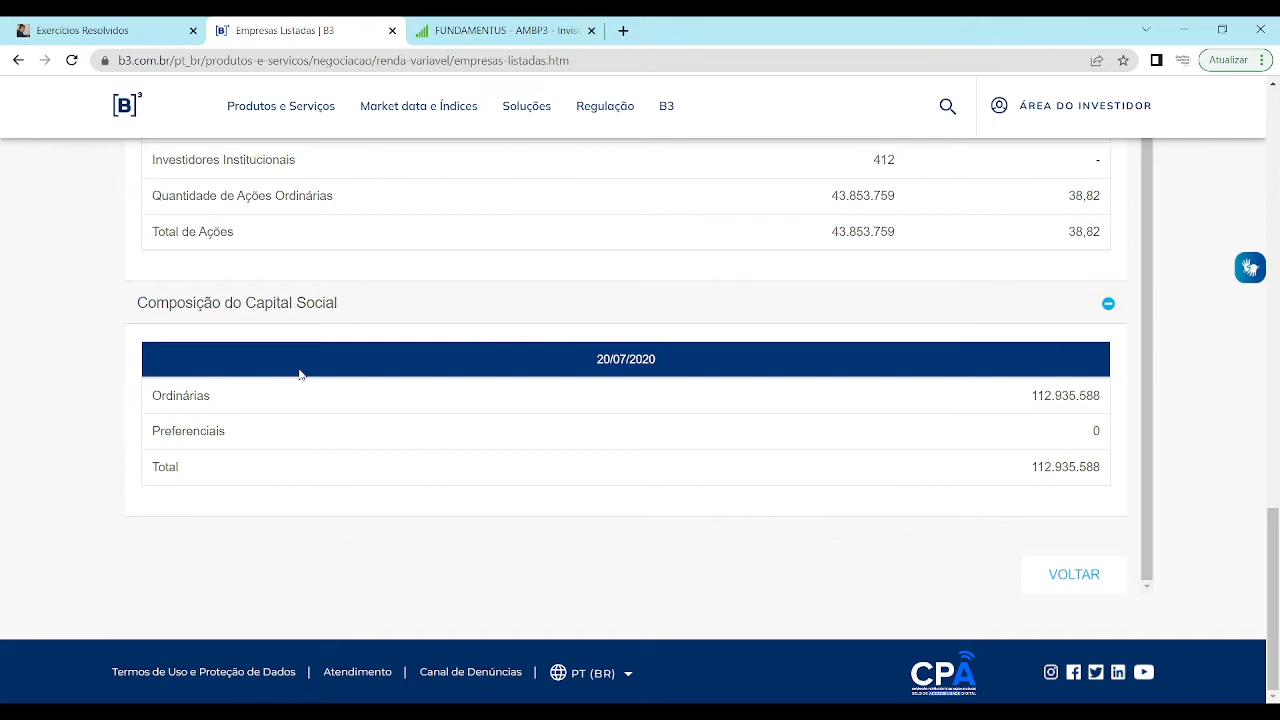 Exercícios Resolvidos
Empresas Listadas | B3
FUNDAMENTUS - AMBP3 - Invist
b3.com.br/pt_br/produtos-e-servicos/negociacao/renda-variavel/empresas-listadas.htm
Atualizar
[B]³
Produtos e Serviços
Market data e Índices
Soluções
Regulação
B3
ÁREA DO INVESTIDOR
Investidores Institucionais 412 -
Quantidade de Ações Ordinárias 43.853.759 38,82
Total de Ações 43.853.759 38,82
Composição do Capital Social
20/07/2020
Ordinárias 112.935.588
Preferenciais 0
Total 112.935.588
VOLTAR
Termos de Uso e Proteção de Dados | Atendimento | Canal de Denúncias | PT (BR)
CPA